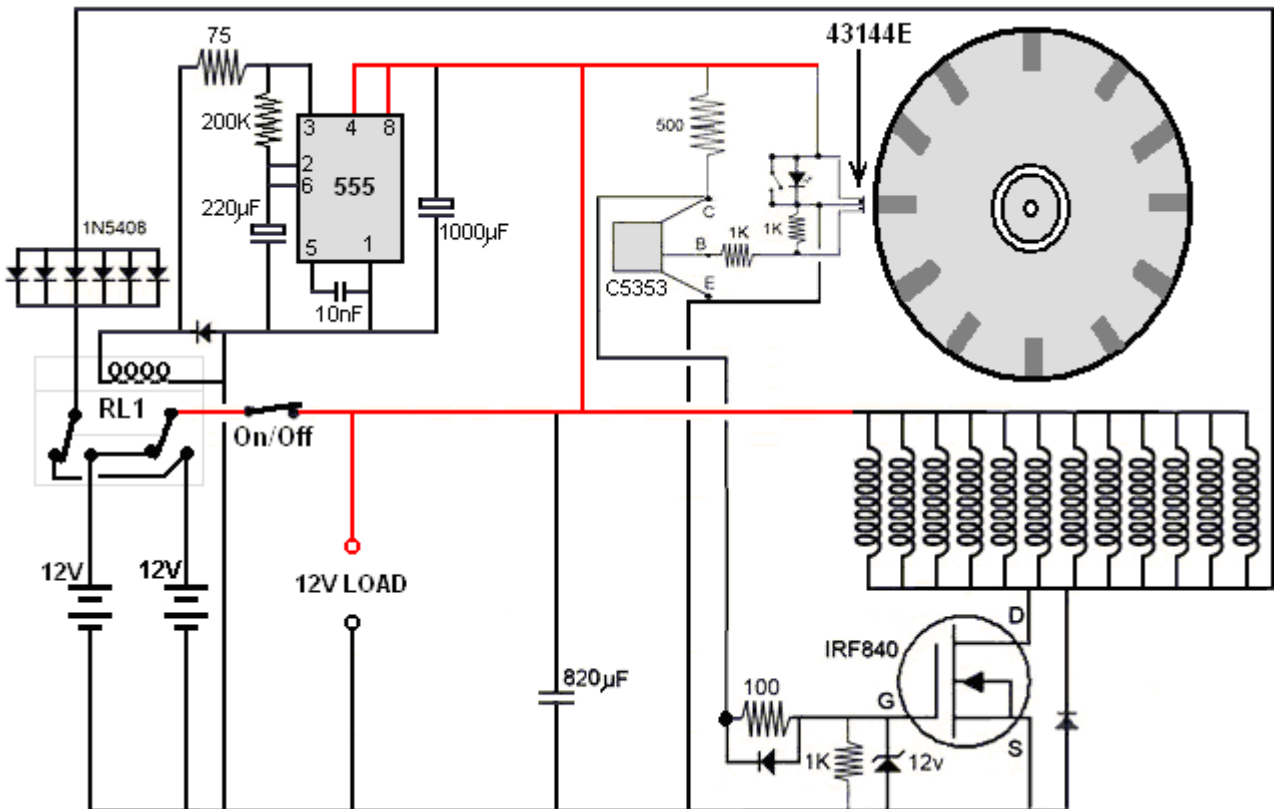 75
43144E
200K
3
4
8
2
6
555
220µF
5
1
1000µF
10nF
1N5408
500
C
B
1K
1K
E
C5353
RL1
On/Off
12V
12V
12V LOAD
820µF
D
IRF840
100
G
S
1K
12v